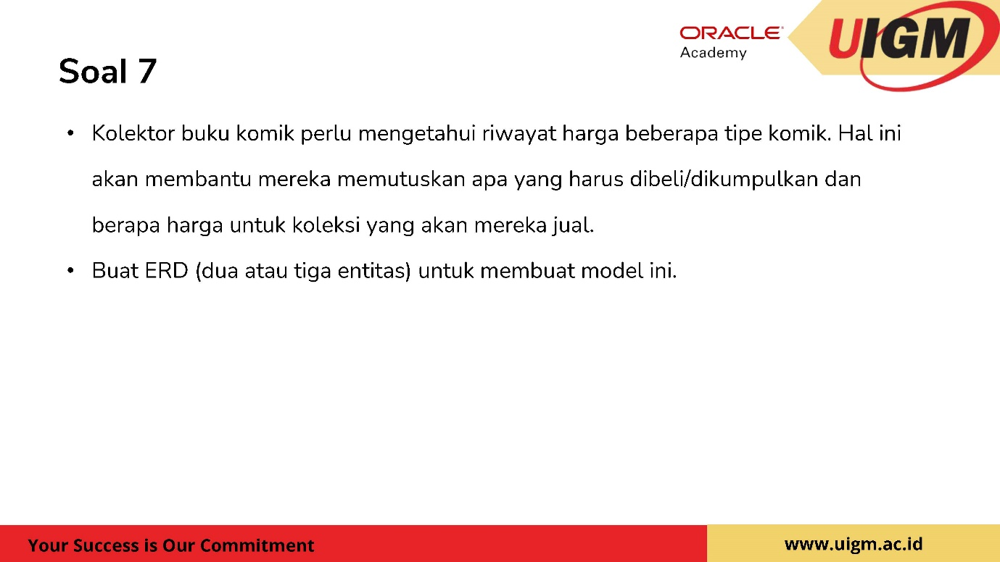 ORACLE
Academy
UIGM
Soal 7
• Kolektor buku komik perlu mengetahui riwayat harga beberapa tipe komik. Hal ini
akan membantu mereka memutuskan apa yang harus dibeli/dikumpulkan dan
berapa harga untuk koleksi yang akan mereka jual.
• Buat ERD (dua atau tiga entitas) untuk membuat model ini.
Your Success is Our Commitment
www.uigm.ac.id